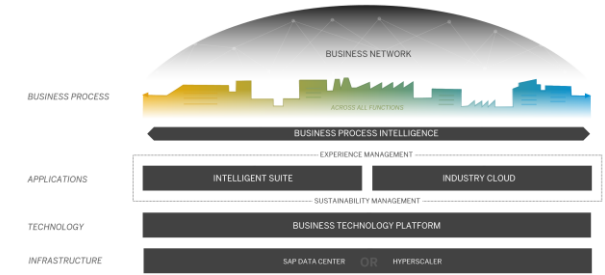 BUSINESS NETWORK
BUSINESS PROCESS
ACROSS ALL FUNCTIONS
BUSINESS PROCESS INTELLIGENCE
EXPERIENCE MANAGEMENT
APPLICATIONS
INTELLIGENT SUITE
INDUSTRY CLOUD
SUSTAINABILITY MANAGEMENT
TECHNOLOGY
BUSINESS TECHNOLOGY PLATFORM
INFRASTRUCTURE
SAP DATA CENTER OR HYPERSCALER